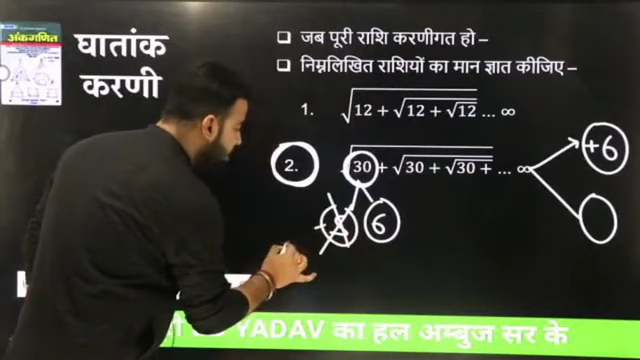 अंकगणित
घातांक
करणी
❑ जब पूरी राशि करणीगत हो –
❑ निम्नलिखित राशियों का मान ज्ञात कीजिए –
1. √(12 + √(12 + √12)) ... ∞
2. √(30 + √(30 + √(30 +))) ... ∞
+6
6
YADAV का हल अम्बुज सर के